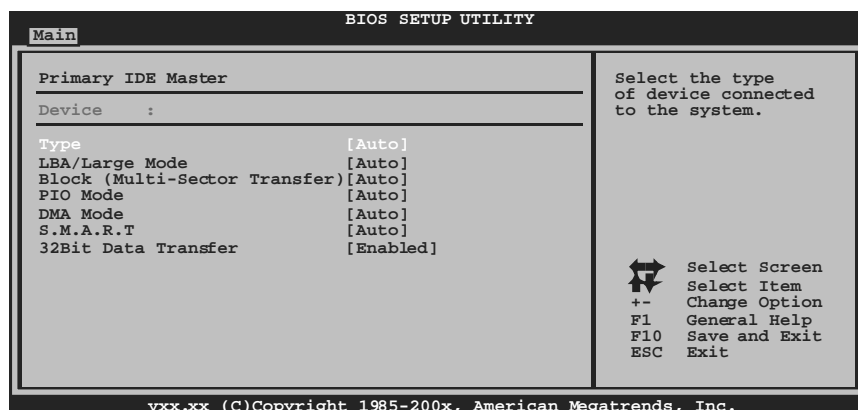 BIOS SETUP UTILITY
Main
Primary IDE Master
Device :
Type [Auto]
LBA/Large Mode [Auto]
Block (Multi-Sector Transfer)[Auto]
PIO Mode [Auto]
DMA Mode [Auto]
S.M.A.R.T [Auto]
32Bit Data Transfer [Enabled]
Select the type
of device connected
to the system.
Select Screen
Select Item
+- Change Option
F1 General Help
F10 Save and Exit
ESC Exit
vxx.xx (C)Copyright 1985-200x, American Megatrends, Inc.